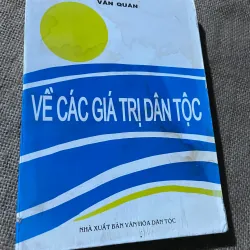 VĂN QUÂN
VỀ CÁC GIÁ TRỊ DÂN TỘC
NHÀ XUẤT BẢN VĂN HÓA DÂN TỘC